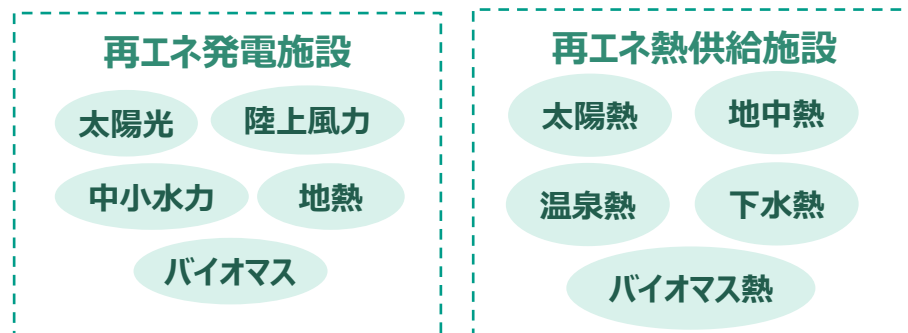 再エネ発電施設
太陽光
陸上風力
中小水力
地熱
バイオマス
再エネ熱供給施設
太陽熱
地中熱
温泉熱
下水熱
バイオマス熱